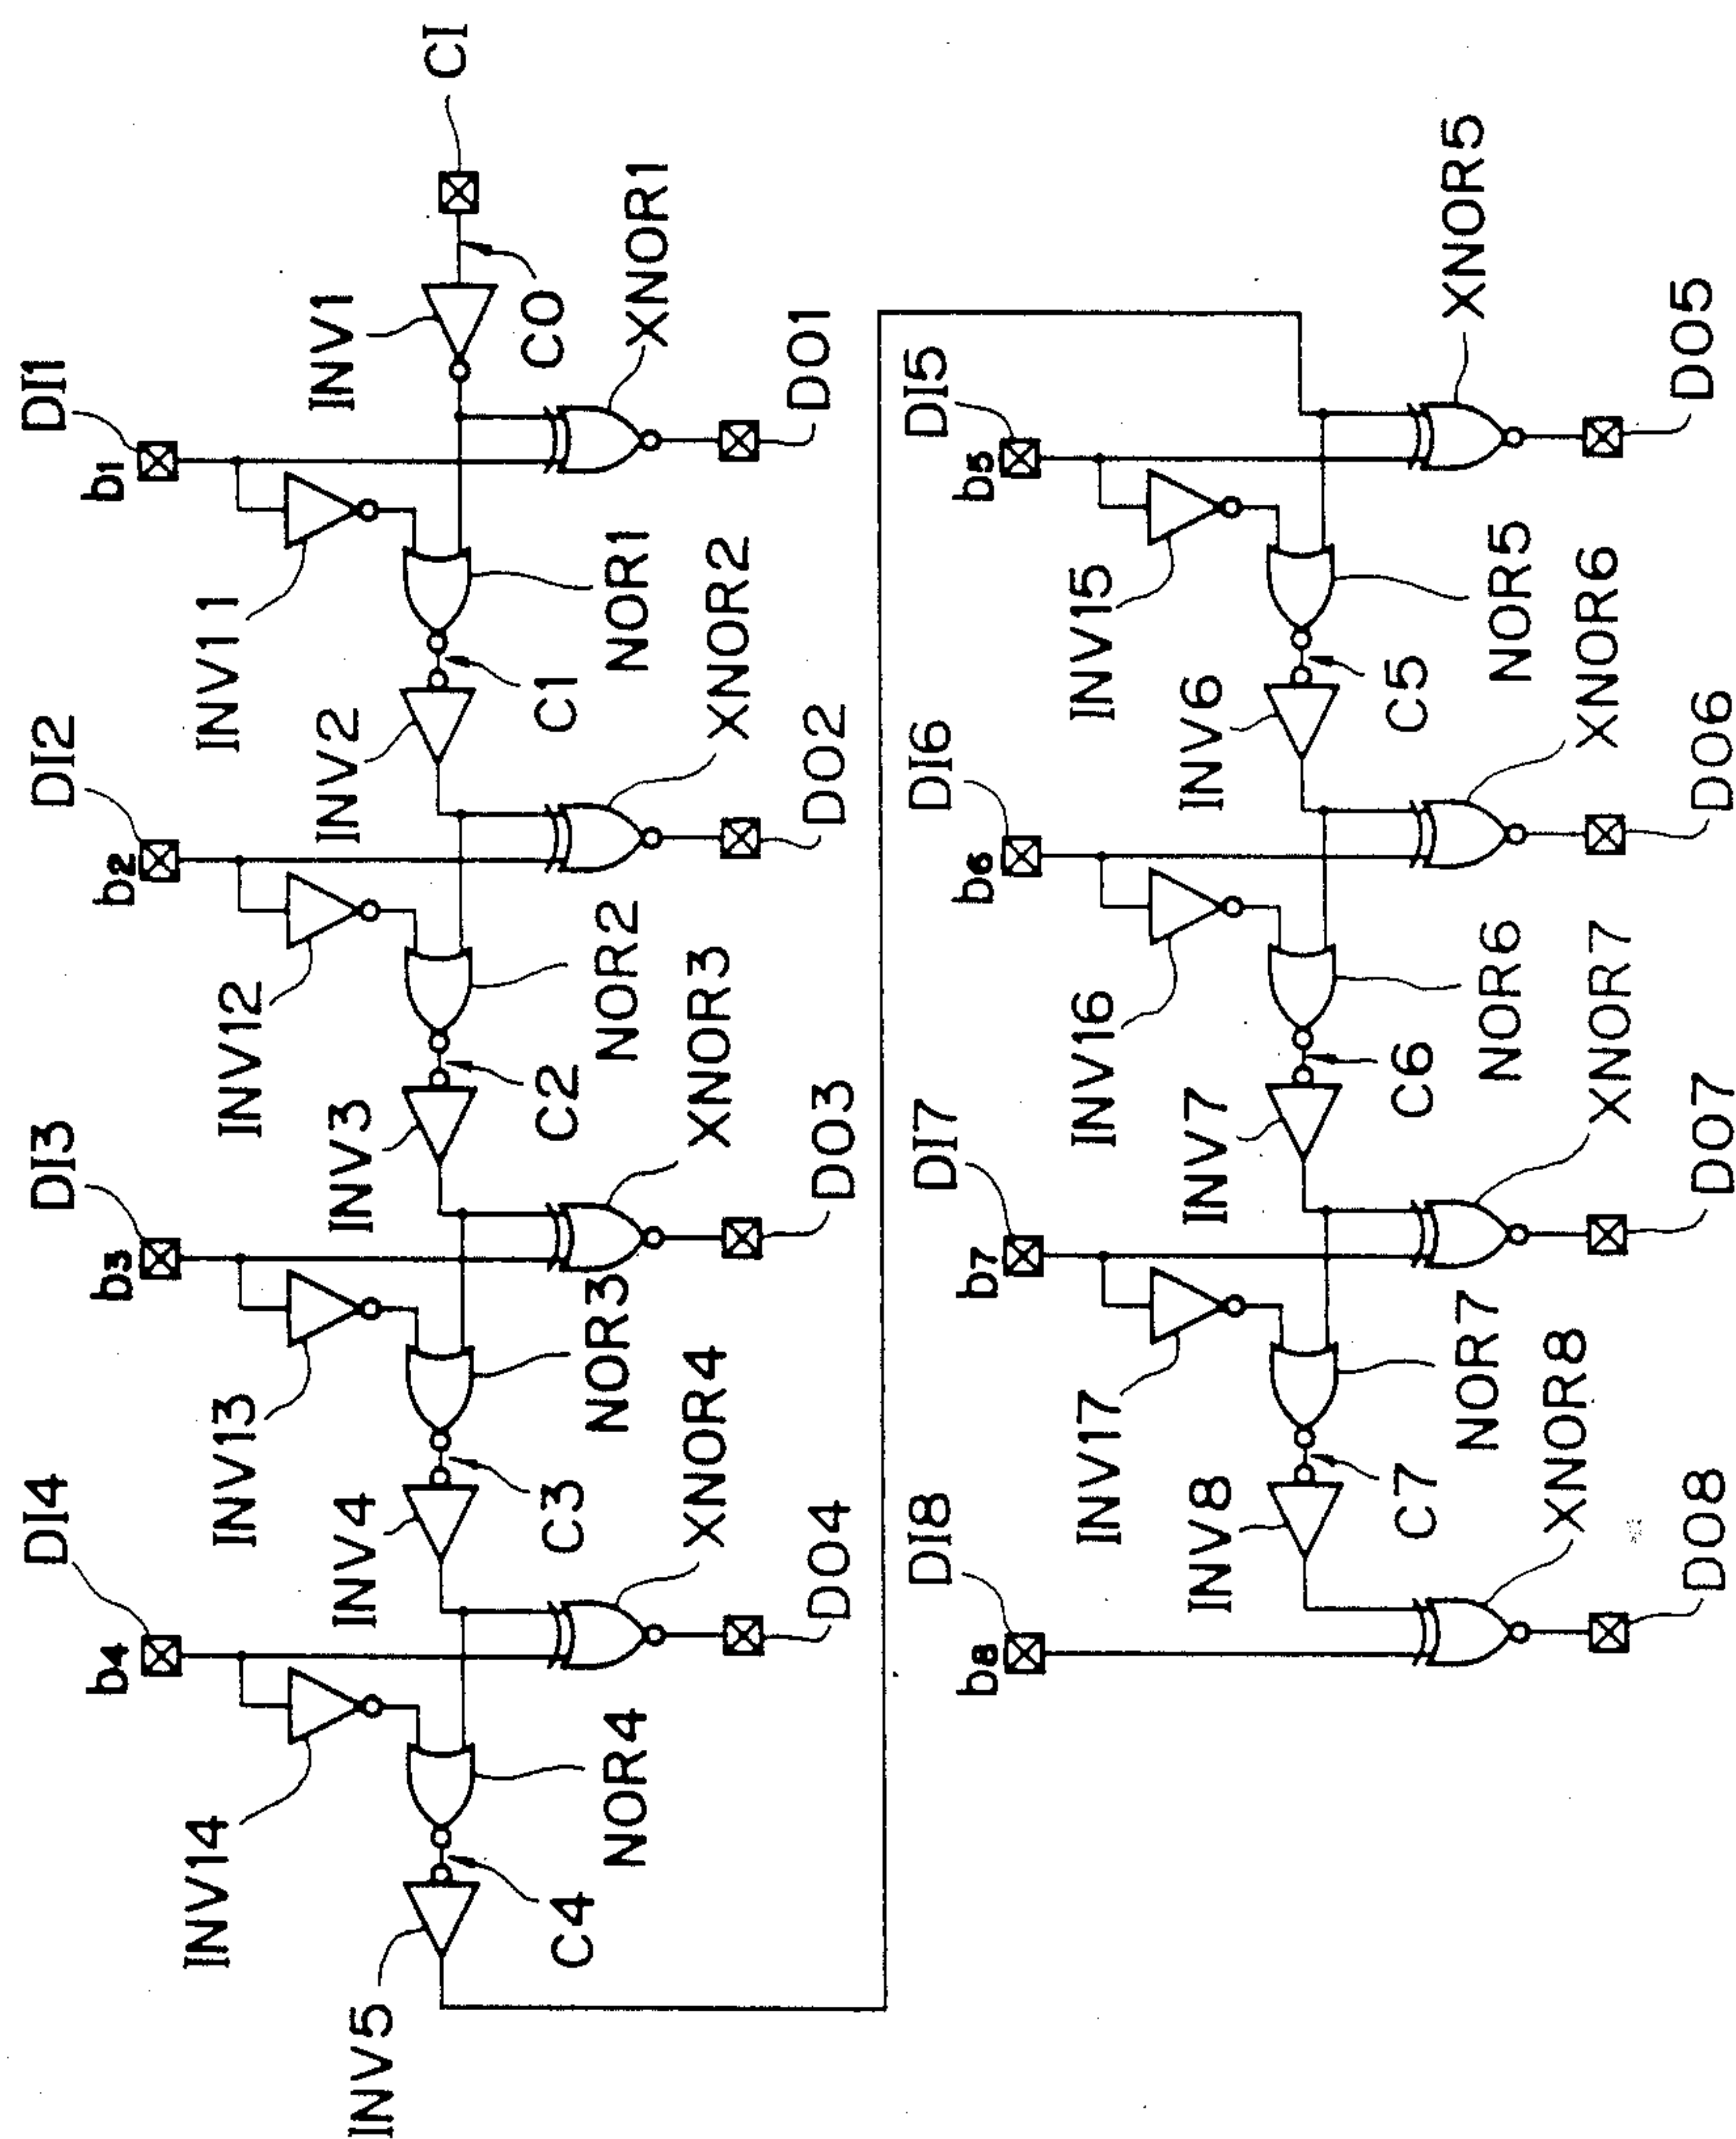 DI4 DI3 DI2 DI1
b4 b3 b2 b1
INV14 INV13 INV12 INV11
INV5 INV4 INV3 INV2 INV1 CI
C4 C3 C2 C1 C0
NOR4 NOR3 NOR2 NOR1
XNOR4 XNOR3 XNOR2 XNOR1
DO4 DO3 DO2 DO1
DI8 DI7 DI6 DI5
b8 b7 b6 b5
INV17 INV16 INV15
INV8 INV7 INV6
C7 C6 C5
NOR7 NOR6 NOR5
XNOR8 XNOR7 XNOR6 XNOR5
DO8 DO7 DO6 DO5